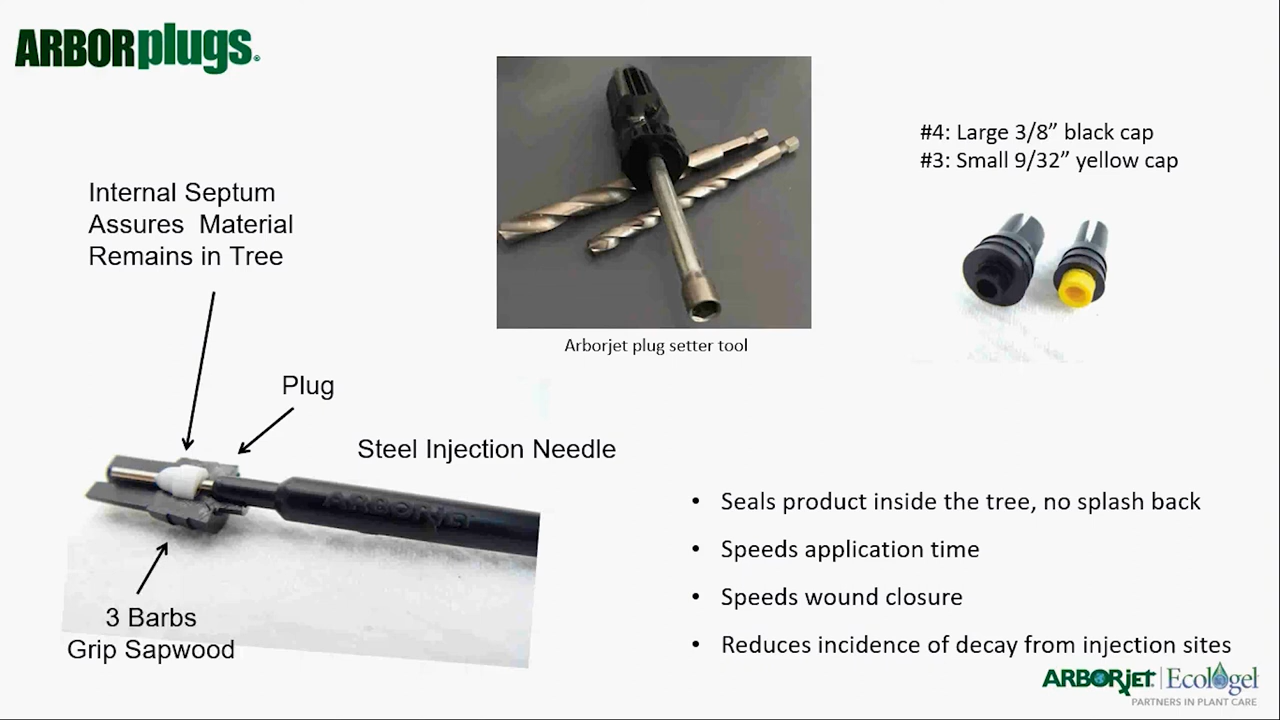 ARBORplugs®
#4: Large 3/8” black cap
#3: Small 9/32” yellow cap
Internal Septum
Assures Material
Remains in Tree
Arborjet plug setter tool
Plug
Steel Injection Needle
ARBORjet
3 Barbs
Grip Sapwood
• Seals product inside the tree, no splash back
• Speeds application time
• Speeds wound closure
• Reduces incidence of decay from injection sites
ARBORjet | Ecologel
PARTNERS IN PLANT CARE